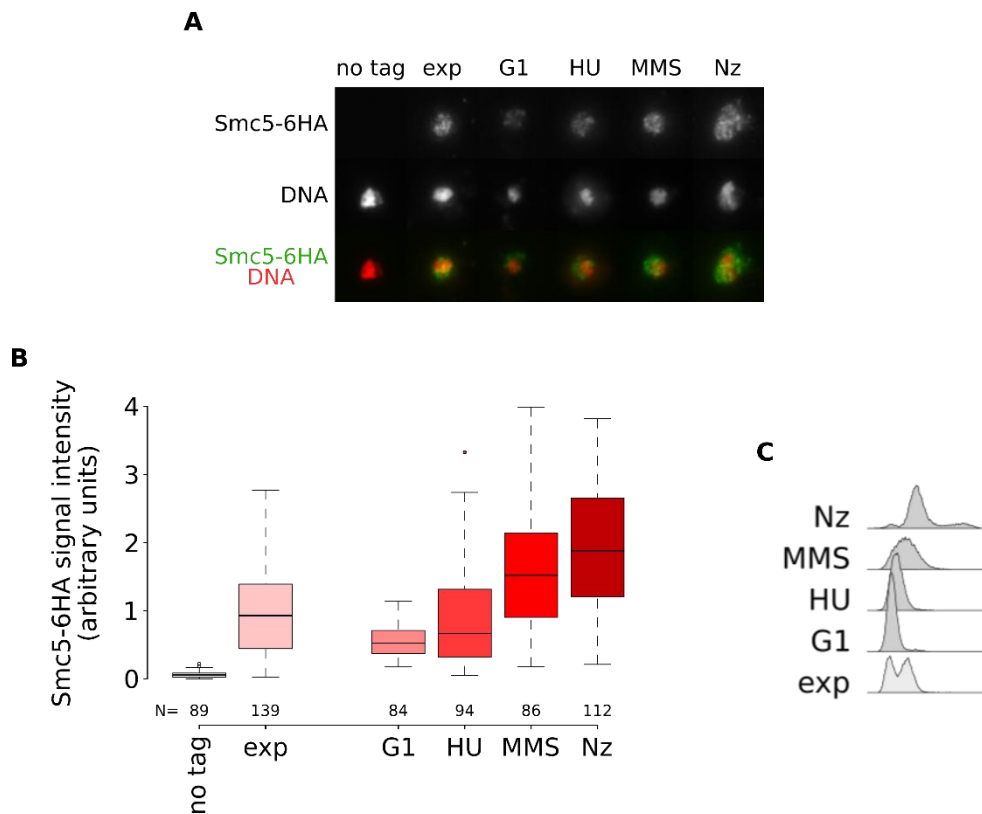 A
no tag exp G1 HU MMS Nz
Smc5-6HA
DNA
Smc5-6HA
DNA
B
Smc5-6HA signal intensity
(arbitrary units)
4
3
2
1
0
N= 89 139 84 94 86 112
no tag exp G1 HU MMS Nz
C
Nz
MMS
HU
G1
exp